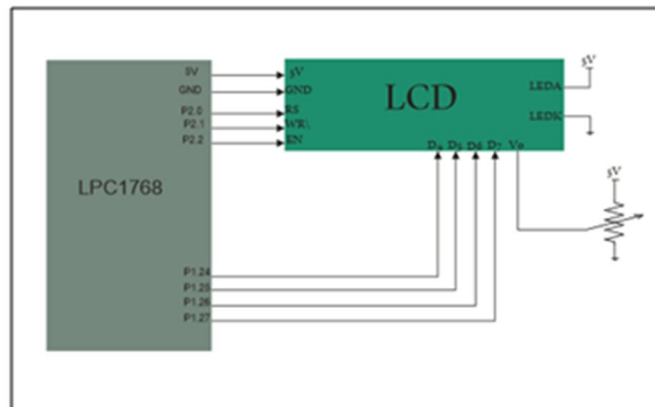 LPC1768
5V
GND
P2.0
P2.1
P2.2
P1.24
P1.25
P1.26
P1.27
LCD
5V
GND
RS
WR\
EN
LEDA
LEDK
D4 D5 D6 D7 Vo
5V
5V